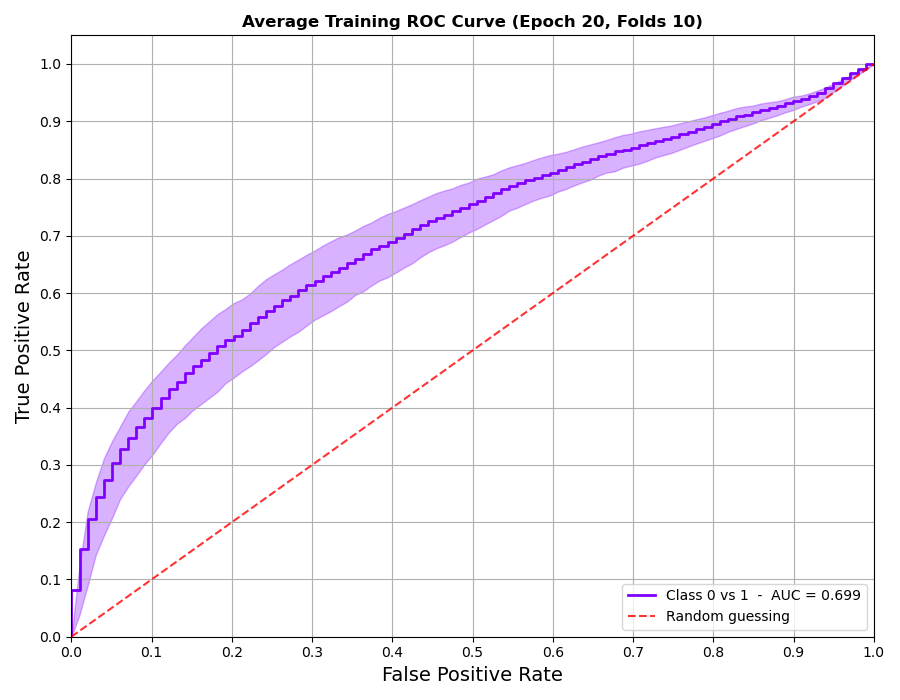 Average Training ROC Curve (Epoch 20, Folds 10)
True Positive Rate
1.0
0.9
0.8
0.7
0.6
0.5
0.4
0.3
0.2
0.1
0.0
Class 0 vs 1 - AUC = 0.699
Random guessing
0.0 0.1 0.2 0.3 0.4 0.5 0.6 0.7 0.8 0.9 1.0
False Positive Rate